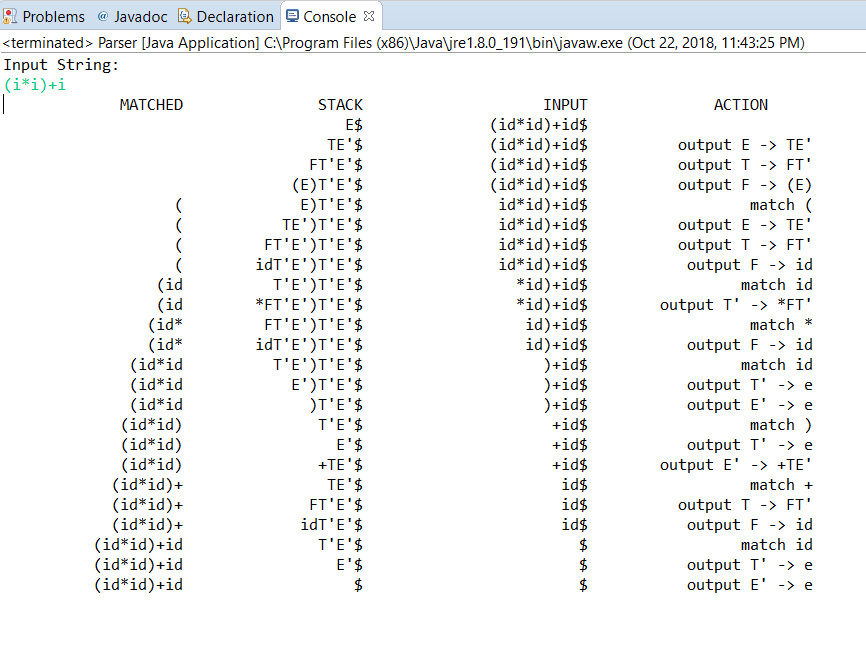 Problems @ Javadoc Declaration Console
<terminated> Parser [Java Application] C:\Program Files (x86)\Java\jre1.8.0_191\bin\javaw.exe (Oct 22, 2018, 11:43:25 PM)
Input String:
(i*i)+i
MATCHED STACK INPUT ACTION
E$ (id*id)+id$
TE'$ (id*id)+id$ output E -> TE'
FT'E'$ (id*id)+id$ output T -> FT'
(E)T'E'$ (id*id)+id$ output F -> (E)
( E)T'E'$ id*id)+id$ match (
( TE')T'E'$ id*id)+id$ output E -> TE'
( FT'E')T'E'$ id*id)+id$ output T -> FT'
( idT'E')T'E'$ id*id)+id$ output F -> id
(id T'E')T'E'$ *id)+id$ match id
(id *FT'E')T'E'$ *id)+id$ output T' -> *FT'
(id* FT'E')T'E'$ id)+id$ match *
(id* idT'E')T'E'$ id)+id$ output F -> id
(id*id T'E')T'E'$ )+id$ match id
(id*id E')T'E'$ )+id$ output T' -> e
(id*id )T'E'$ )+id$ output E' -> e
(id*id) T'E'$ +id$ match )
(id*id) E'$ +id$ output T' -> e
(id*id) +TE'$ +id$ output E' -> +TE'
(id*id)+ TE'$ id$ match +
(id*id)+ FT'E'$ id$ output T -> FT'
(id*id)+ idT'E'$ id$ output F -> id
(id*id)+id T'E'$ $ match id
(id*id)+id E'$ $ output T' -> e
(id*id)+id $ $ output E' -> e